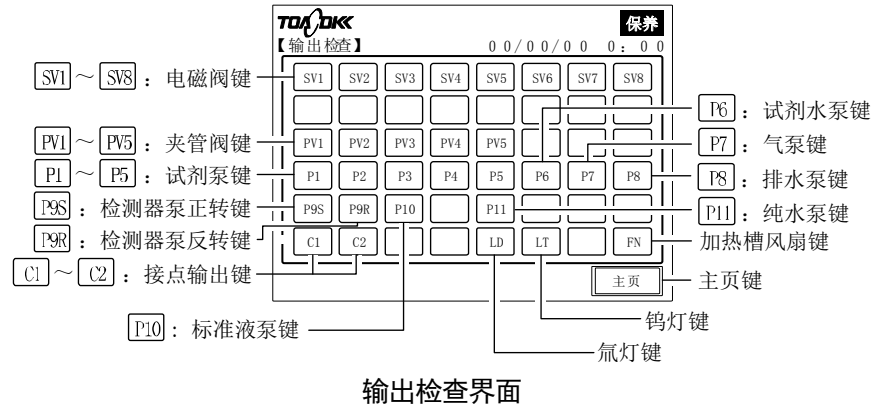 TOADKK
保养
【输出检查】 00/00/00 0:00
SV1 SV2 SV3 SV4 SV5 SV6 SV7 SV8
PV1 PV2 PV3 PV4 PV5
P1 P2 P3 P4 P5 P6 P7 P8
P9S P9R P10 P11
C1 C2 LD LT FN
主页
SV1～SV8：电磁阀键
PV1～PV5：夹管阀键
P1～P5：试剂泵键
P9S：检测器泵正转键
P9R：检测器泵反转键
C1～C2：接点输出键
P10：标准液泵键
P6：试剂水泵键
P7：气泵键
P8：排水泵键
P11：纯水泵键
加热槽风扇键
主页键
钨灯键
氘灯键
输出检查界面